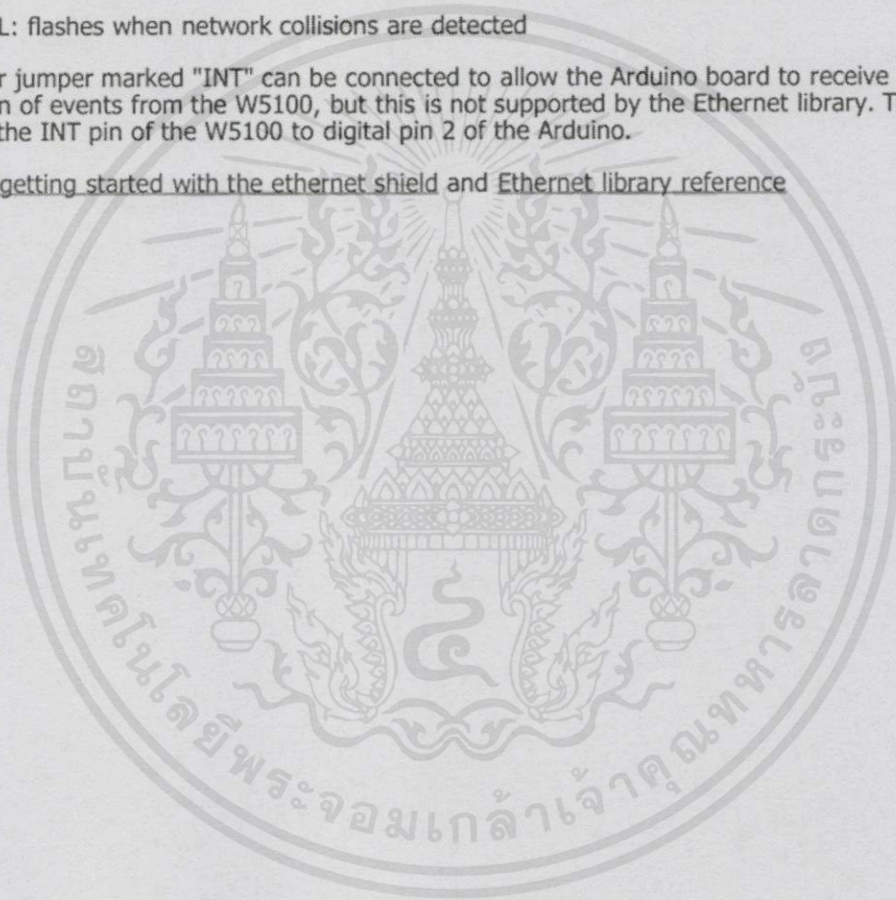 L: flashes when network collisions are detected
r jumper marked "INT" can be connected to allow the Arduino board to receive
n of events from the W5100, but this is not supported by the Ethernet library. T
the INT pin of the W5100 to digital pin 2 of the Arduino.
getting started with the ethernet shield and Ethernet library reference
สถาบันเทคโนโลยีพระจอมเกล้าเจ้าคุณทหารลาดกระบัง